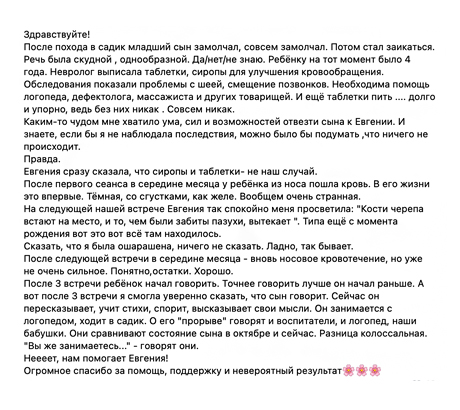 Здравствуйте!
После похода в садик младший сын замолчал, совсем замолчал. Потом стал заикаться.
Речь была скудной , однообразной. Да/нет/не знаю. Ребёнку на тот момент было 4
года. Невролог выписала таблетки, сиропы для улучшения кровообращения.
Обследования показали проблемы с шеей, смещение позвонков. Необходима помощь
логопеда, дефектолога, массажиста и других товарищей. И ещё таблетки пить .... долго
и упорно, ведь без них никак . Совсем никак.
Каким-то чудом мне хватило ума, сил и возможностей отвезти сына к Евгении. И
знаете, если бы я не наблюдала последствия, можно было бы подумать ,что ничего не
происходит.
Правда.
Евгения сразу сказала, что сиропы и таблетки- не наш случай.
После первого сеанса в середине месяца у ребёнка из носа пошла кровь. В его жизни
это впервые. Тёмная, со сгустками, как желе. Вообщем очень странная.
На следующей нашей встрече Евгения так спокойно меня просветила: "Кости черепа
встают на место, и то, чем были забиты пазухи, вытекает ". Типа ещё с момента
рождения вот это вот всё там находилось.
Сказать, что я была ошарашена, ничего не сказать. Ладно, так бывает.
После следующей встречи в середине месяца - вновь носовое кровотечение, но уже
не очень сильное. Понятно,остатки. Хорошо.
После 3 встречи ребёнок начал говорить. Точнее говорить лучше он начал раньше. А
вот после 3 встречи я смогла уверенно сказать, что сын говорит. Сейчас он
пересказывает, учит стихи, спорит, высказывает свои мысли. Он занимается с
логопедом, ходит в садик. О его "прорыве" говорят и воспитатели, и логопед, наши
бабушки. Они сравнивают состояние сына в октябре и сейчас. Разница колоссальная.
"Вы же занимаетесь..." - говорят они.
Неееет, нам помогает Евгения!
Огромное спасибо за помощь, поддержку и невероятный результат🌸🌸🌸